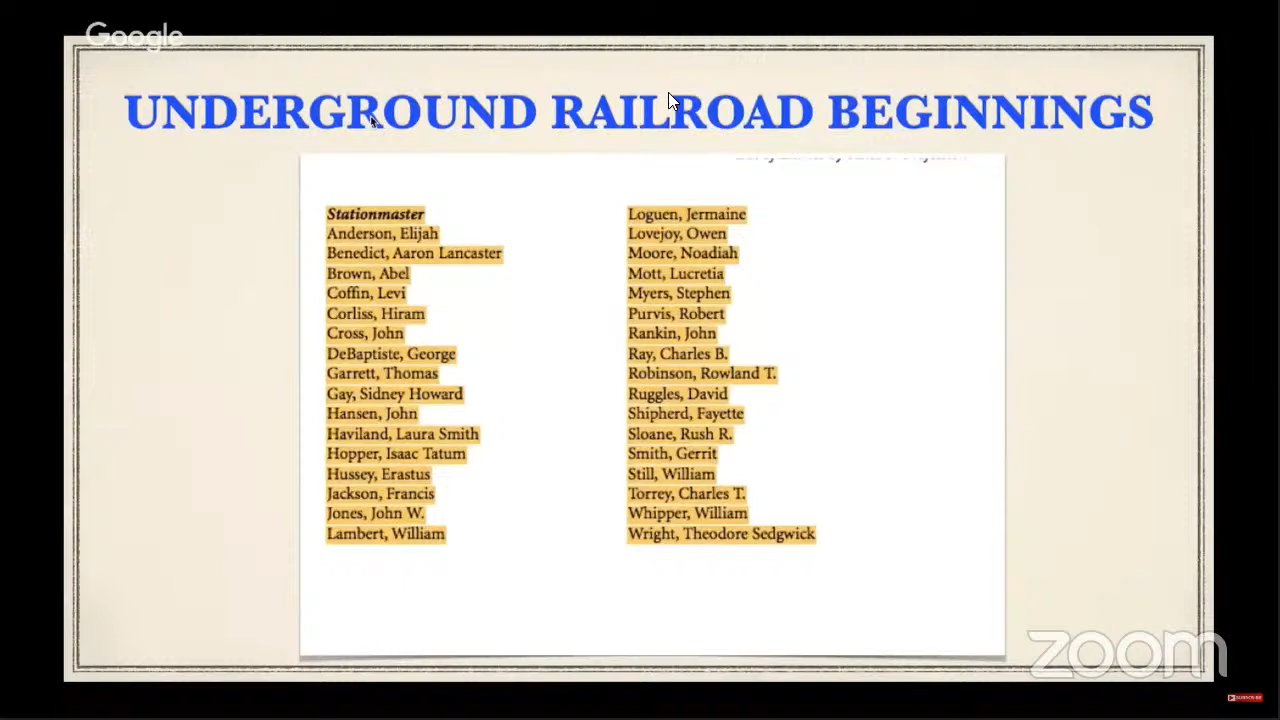 Google
UNDERGROUND RAILROAD BEGINNINGS
Stationmaster
Anderson, Elijah
Benedict, Aaron Lancaster
Brown, Abel
Coffin, Levi
Corliss, Hiram
Cross, John
DeBaptiste, George
Garrett, Thomas
Gay, Sidney Howard
Hansen, John
Haviland, Laura Smith
Hopper, Isaac Tatum
Hussey, Erastus
Jackson, Francis
Jones, John W.
Lambert, William
Loguen, Jermaine
Lovejoy, Owen
Moore, Noadiah
Mott, Lucretia
Myers, Stephen
Purvis, Robert
Rankin, John
Ray, Charles B.
Robinson, Rowland T.
Ruggles, David
Shipherd, Fayette
Sloane, Rush R.
Smith, Gerrit
Still, William
Torrey, Charles T.
Whipper, William
Wright, Theodore Sedgwick
zoom
SUBSCRIBE